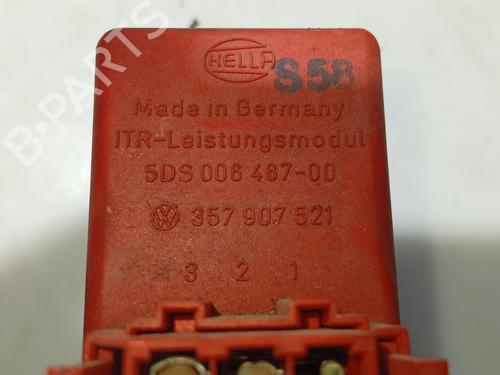 HELLA
S58
Made in Germany
ITR-Leistungsmodul
5DS 006 487-00
357 907 521
3 2 1
B-PARTS